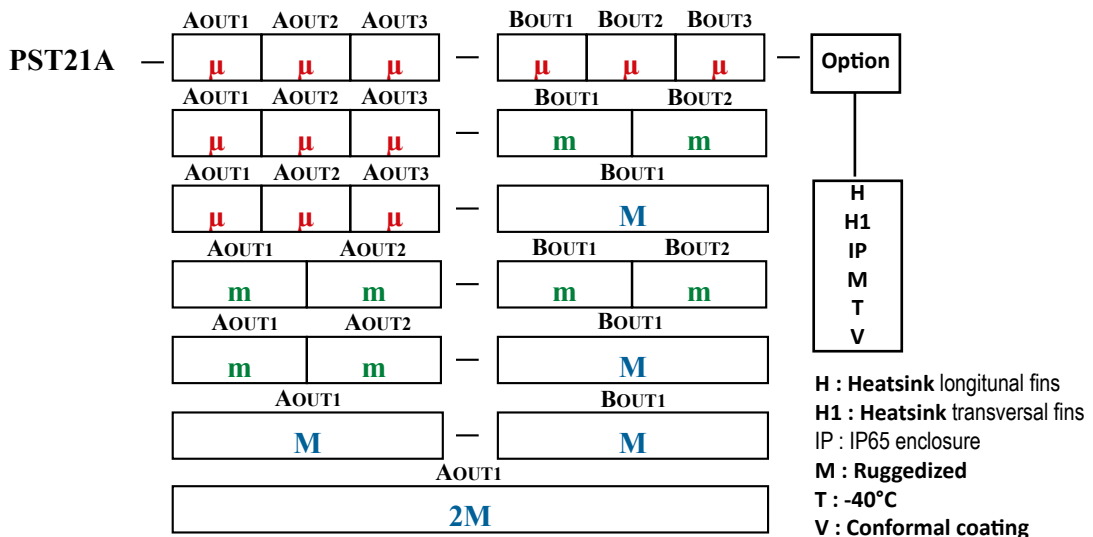 AOUT1 AOUT2 AOUT3 BOUT1 BOUT2 BOUT3
PST21A — µ µ µ — µ µ µ — Option
AOUT1 AOUT2 AOUT3 BOUT1 BOUT2
µ µ µ — m m
AOUT1 AOUT2 AOUT3 BOUT1
µ µ µ — M
AOUT1 AOUT2 BOUT1 BOUT2
m m — m m
AOUT1 AOUT2 BOUT1
m m — M
AOUT1 BOUT1
M — M
AOUT1
2M
H
H1
IP
M
T
V
H : Heatsink longitunal fins
H1 : Heatsink transversal fins
IP : IP65 enclosure
M : Ruggedized
T : -40°C
V : Conformal coating